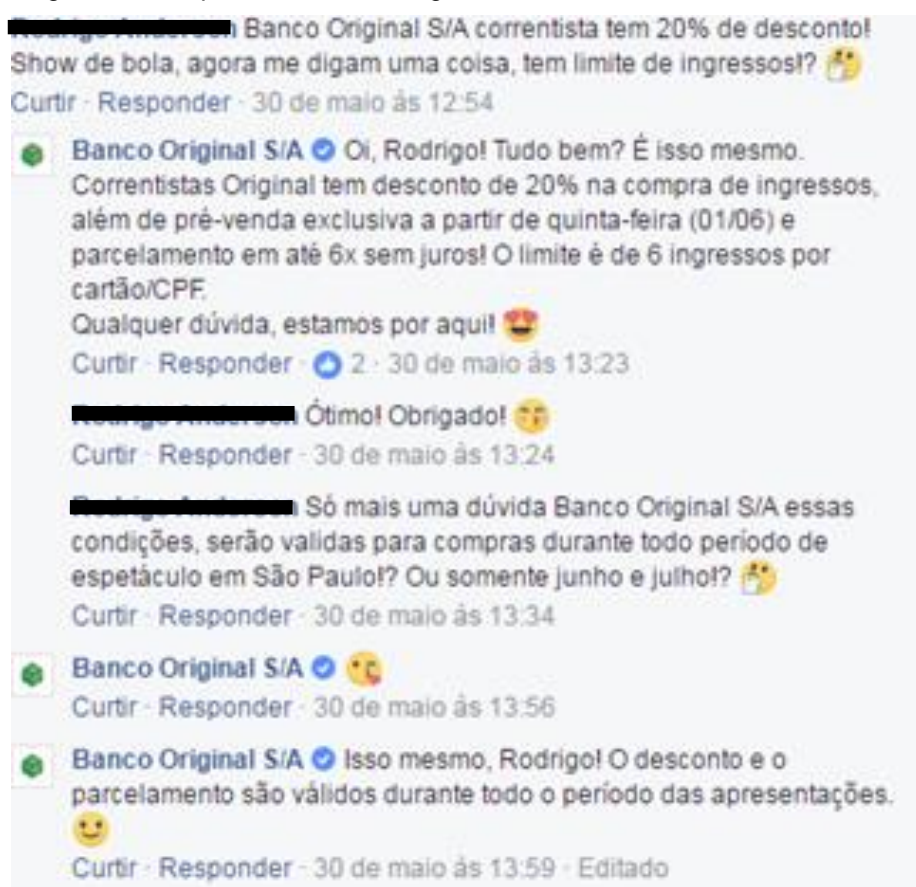 Banco Original S/A correntista tem 20% de desconto!
Show de bola, agora me digam uma coisa, tem limite de ingressos!?
Curtir · Responder · 30 de maio às 12:54
Banco Original S/A Oi, Rodrigo! Tudo bem? É isso mesmo.
Correntistas Original tem desconto de 20% na compra de ingressos,
além de pré-venda exclusiva a partir de quinta-feira (01/06) e
parcelamento em até 6x sem juros! O limite é de 6 ingressos por
cartão/CPF.
Qualquer dúvida, estamos por aqui! 😍
Curtir · Responder · 2 · 30 de maio às 13:23
Ótimo! Obrigado!
Curtir · Responder · 30 de maio às 13:24
Só mais uma dúvida Banco Original S/A essas
condições, serão validas para compras durante todo período de
espetáculo em São Paulo!? Ou somente junho e julho!?
Curtir · Responder · 30 de maio às 13:34
Banco Original S/A 😘
Curtir · Responder · 30 de maio às 13:56
Banco Original S/A Isso mesmo, Rodrigo! O desconto e o
parcelamento são válidos durante todo o período das apresentações.
🙂
Curtir · Responder · 30 de maio às 13:59 · Editado